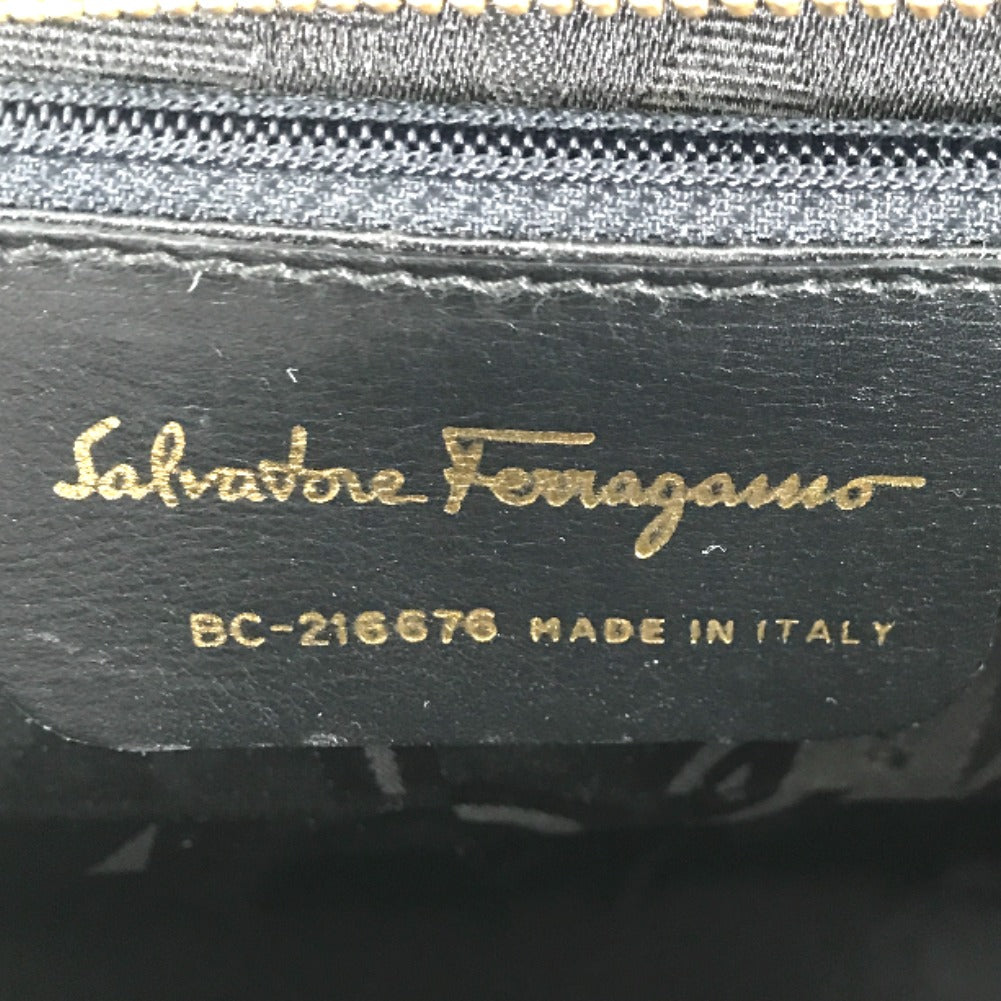 Salvatore Ferragamo
BC-216676 MADE IN ITALY